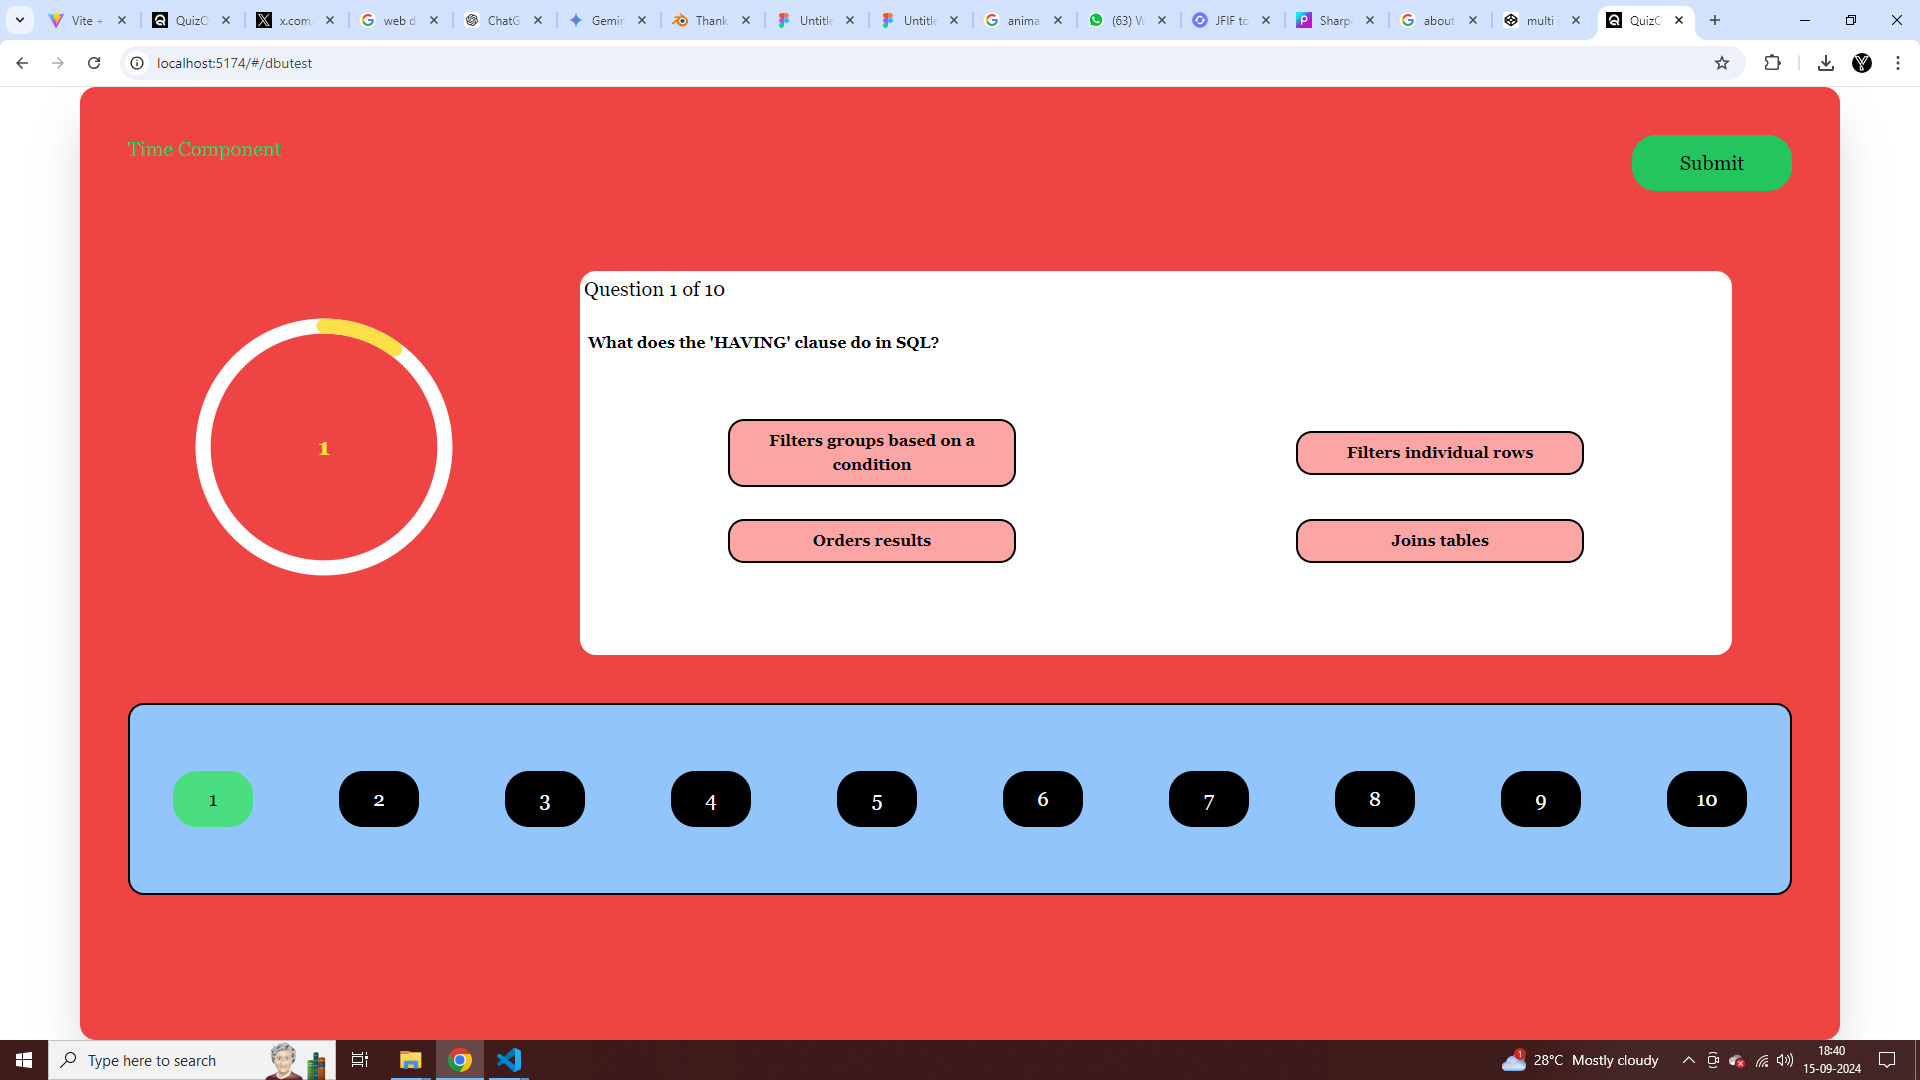 Vite +
QuizQ
x.com
web d
ChatG
Gemin
Thank
Untitle
Untitle
anima
(63) W
JFIF to
Sharpe
about
multi i
QuizQ
localhost:5174/#/dbutest
Time Component
Submit
Question 1 of 10
What does the 'HAVING' clause do in SQL?
Filters groups based on a
condition
Filters individual rows
Orders results
Joins tables
1
1 2 3 4 5 6 7 8 9 10
Type here to search
1
28°C Mostly cloudy
18:40
15-09-2024